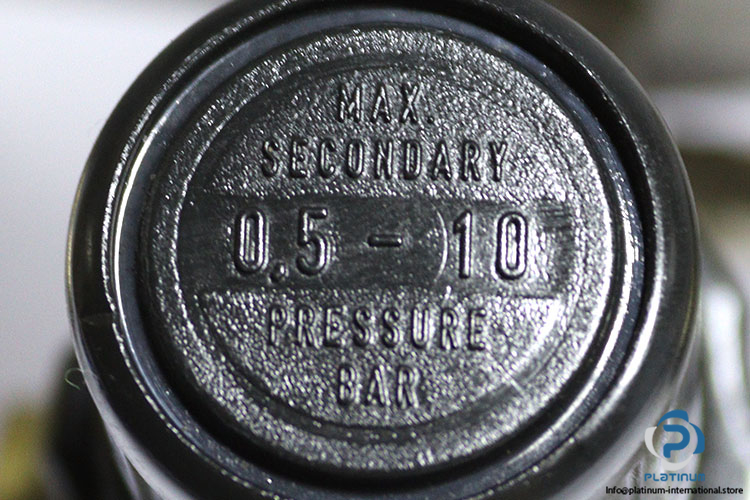 MAX.
SECONDARY
0,5 - 10
PRESSURE
BAR
PLATINUM
Info@platinum-international.store